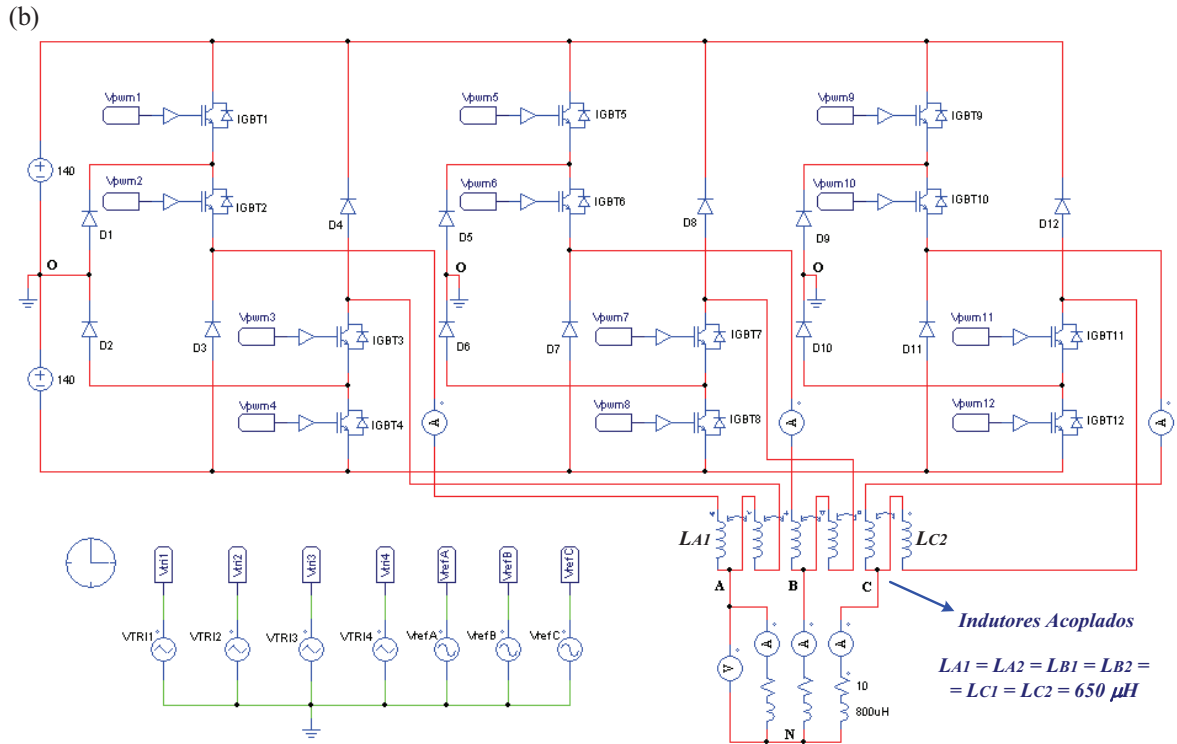 (b)
Vpwm1
IGBT1
Vpwm5
IGBT5
Vpwm9
IGBT9
140
Vpwm2
IGBT2
Vpwm6
IGBT6
Vpwm10
IGBT10
D1
D4
D5
D8
D9
D12
O
O
O
Vpwm3
IGBT3
Vpwm7
IGBT7
Vpwm11
IGBT11
D2
D3
D6
D7
D10
D11
140
Vpwm4
IGBT4
Vpwm8
IGBT8
Vpwm12
IGBT12
A
A
A
LA1
LC2
A
B
C
Vtri1
Vtri2
Vtri3
Vtri4
VrefA
VrefB
VrefC
Indutores Acoplados
VTRI1
VTRI2
VTRI3
VTRI4
VrefA
VrefB
VrefC
V
A
A
A
LA1 = LA2 = LB1 = LB2 =
= LC1 = LC2 = 650 μH
10
800uH
N